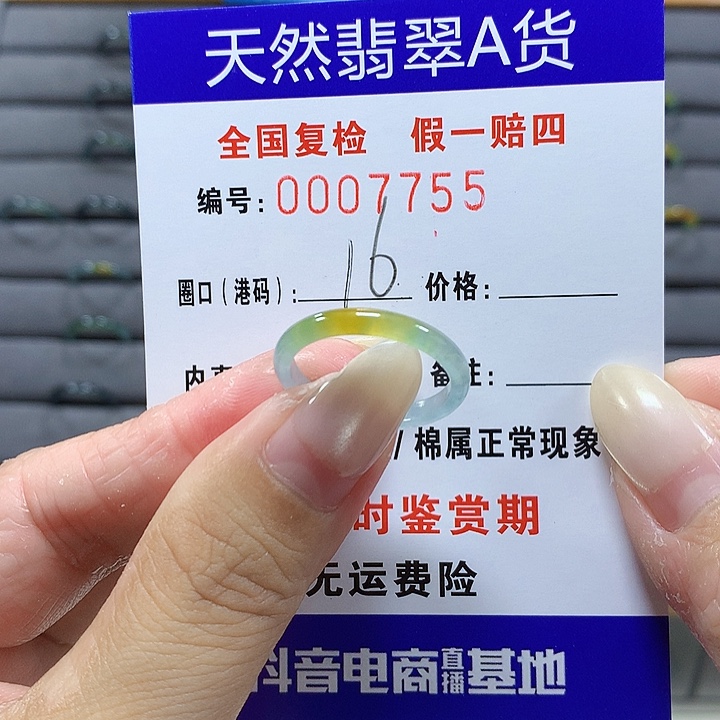 天然翡翠A货
全国复检 假一赔四
编号: 0007755
圈口(港码): 16 价格:
内 备注:
/棉属正常现象
时鉴赏期
无运费险
抖音电商直播基地